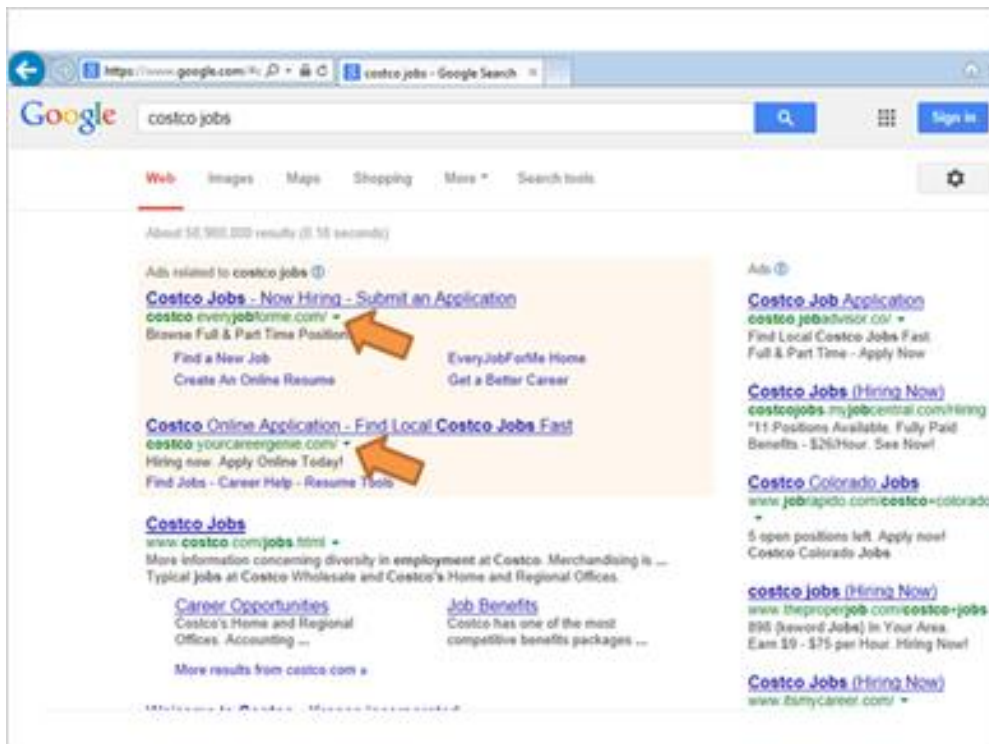 https://www.google.com/ costco jobs - Google Search
Google costco jobs Sign in
Web Images Maps Shopping More Search tools
About 58,900,000 results
Ads related to costco jobs
Costco Jobs - Now Hiring - Submit an Application
costco.everyjobforme.com/
Browse Full & Part Time Position
Find a New Job EveryJobForMe Home
Create An Online Resume Get a Better Career
Costco Online Application - Find Local Costco Jobs Fast
costco.yourcareergenie.com/
Hiring now. Apply Online Today!
Find Jobs - Career Help - Resume Tools
Costco Jobs
www.costco.com/jobs.html
More information concerning diversity in employment at Costco. Merchandising is ...
Typical jobs at Costco Wholesale and Costco's Home and Regional Offices.
Career Opportunities
Costco's Home and Regional
Offices. Accounting ...
Job Benefits
Costco has one of the most
competitive benefits packages ...
More results from costco.com »
Ads
Costco Job Application
costco.jobadvisor.co/
Find Local Costco Jobs Fast.
Full & Part Time - Apply Now
Costco Jobs (Hiring Now)
costcojobs.myjobcentral.com/Hiring
"11 Positions Available. Fully Paid
Benefits - $26/Hour. See Now!
Costco Colorado Jobs
www.jobrapido.com/costco+colorado
5 open positions left. Apply now!
Costco Colorado Jobs
costco jobs (Hiring Now)
www.theproperjob.com/costco+jobs
898 (keword Jobs) In Your Area.
Earn $9 - $75 per Hour. Hiring Now!
Costco Jobs (Hiring Now)
www.itsmycareer.com/